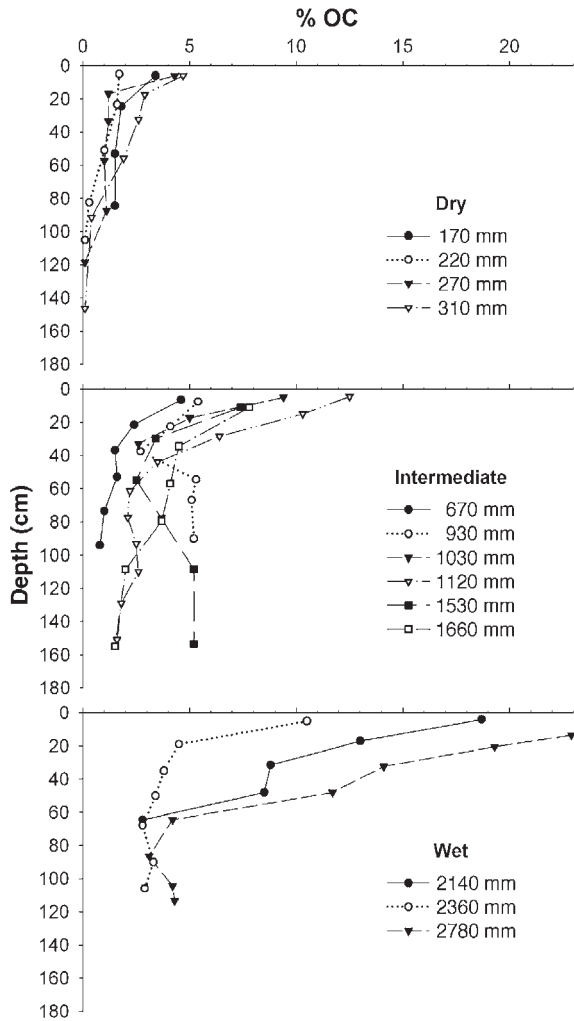 % OC
0 5 10 15 20
0
20
40
60
80
100
120
140
160
180
Dry
170 mm
220 mm
270 mm
310 mm
Depth (cm)
0
20
40
60
80
100
120
140
160
180
Intermediate
670 mm
930 mm
1030 mm
1120 mm
1530 mm
1660 mm
0
20
40
60
80
100
120
140
160
180
Wet
2140 mm
2360 mm
2780 mm